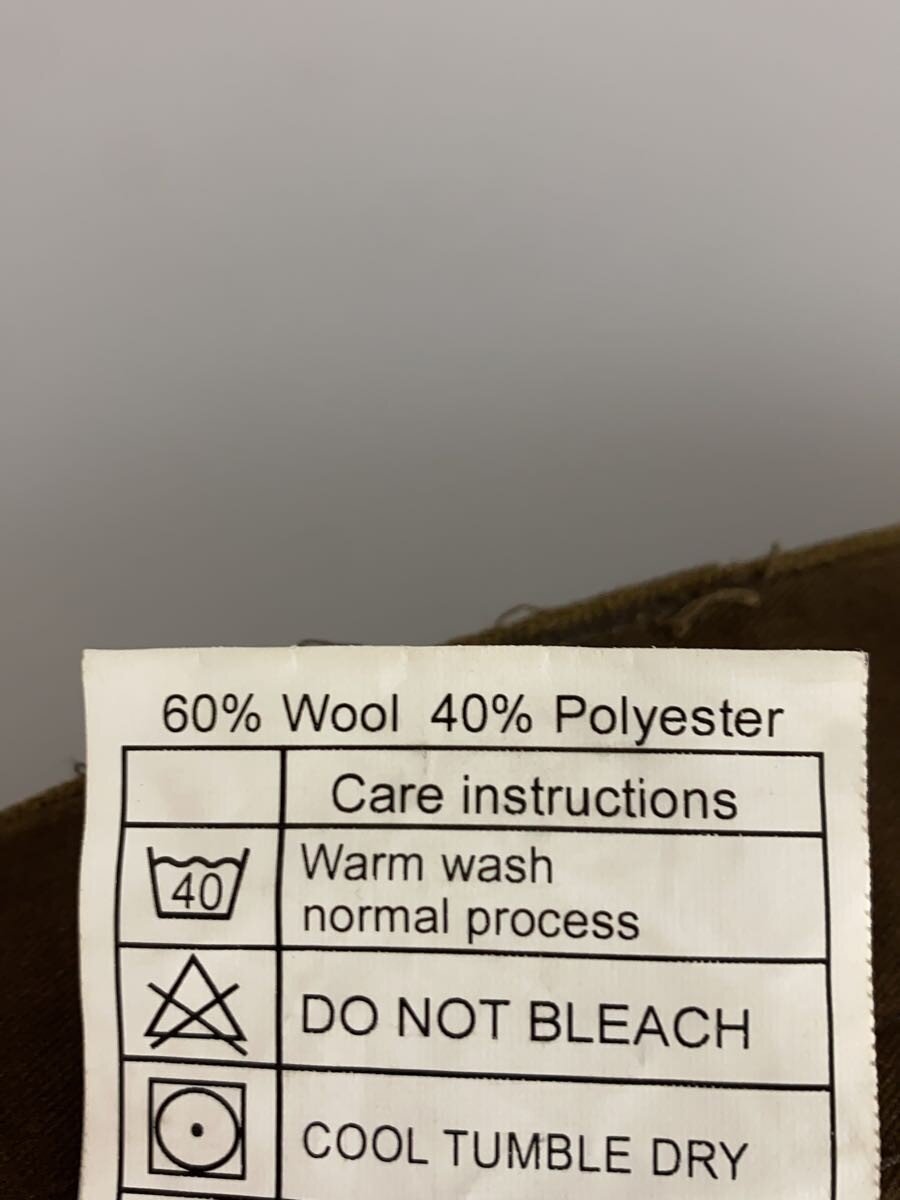 60% Wool 40% Polyester
Care instructions
40
Warm wash
normal process
DO NOT BLEACH
COOL TUMBLE DRY